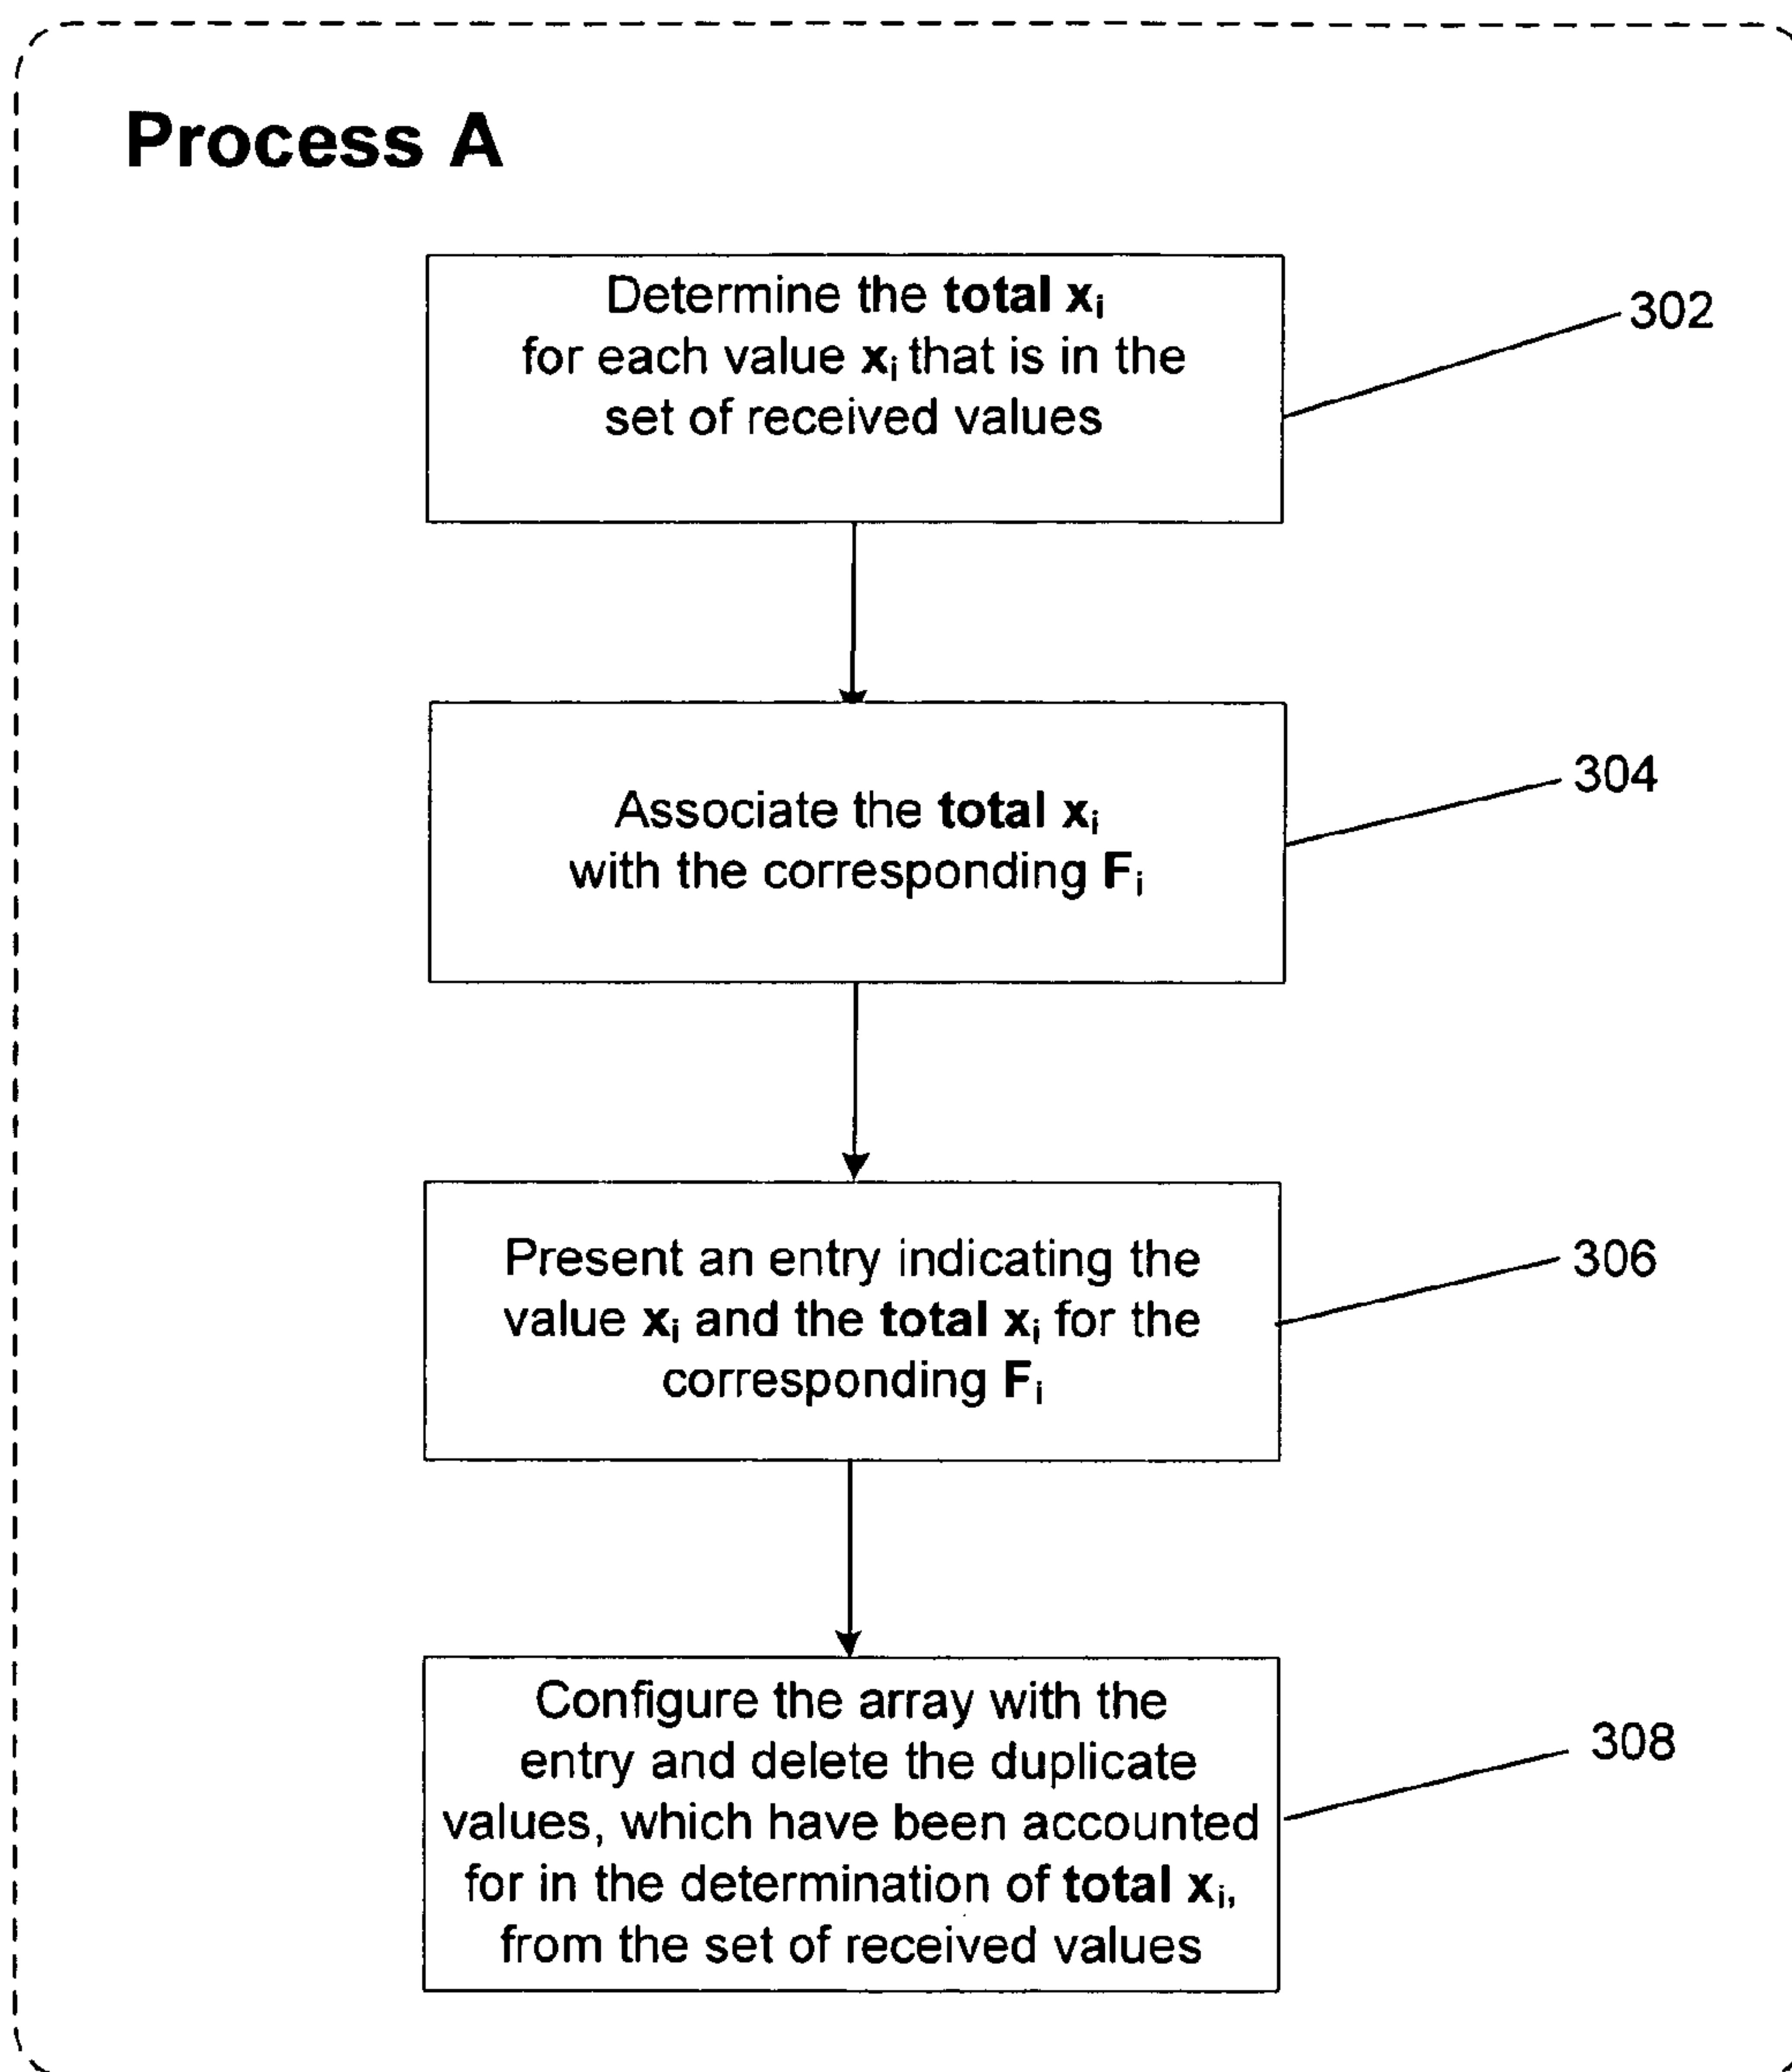 Process A
Determine the total xi
for each value xi that is in the
set of received values
302
Associate the total xi
with the corresponding Fi
304
Present an entry indicating the
value xi and the total xi for the
corresponding Fi
306
Configure the array with the
entry and delete the duplicate
values, which have been accounted
for in the determination of total xi,
from the set of received values
308